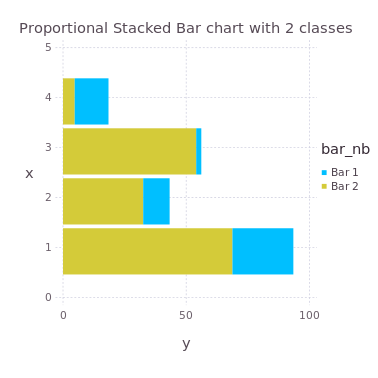 Proportional Stacked Bar chart with 2 classes
5
4
3
2
1
0
x
bar_nb
Bar 1
Bar 2
0 50 100
y